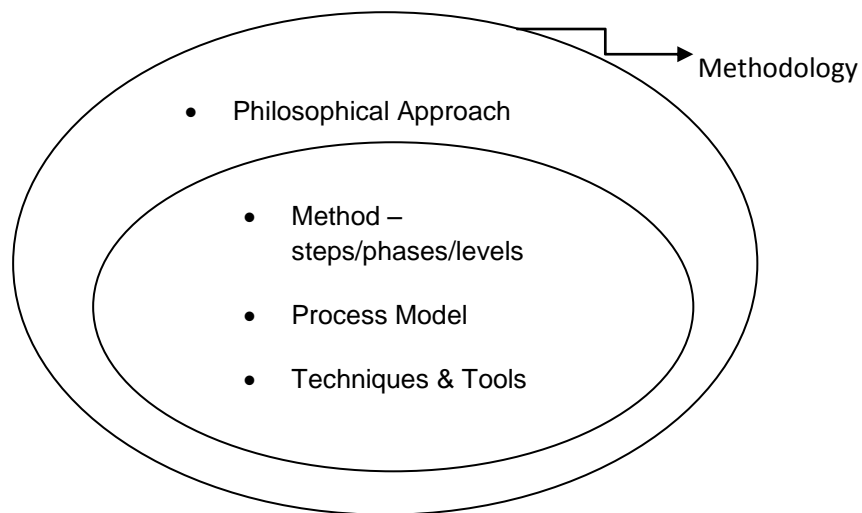 Methodology
• Philosophical Approach
• Method –
steps/phases/levels
• Process Model
• Techniques & Tools